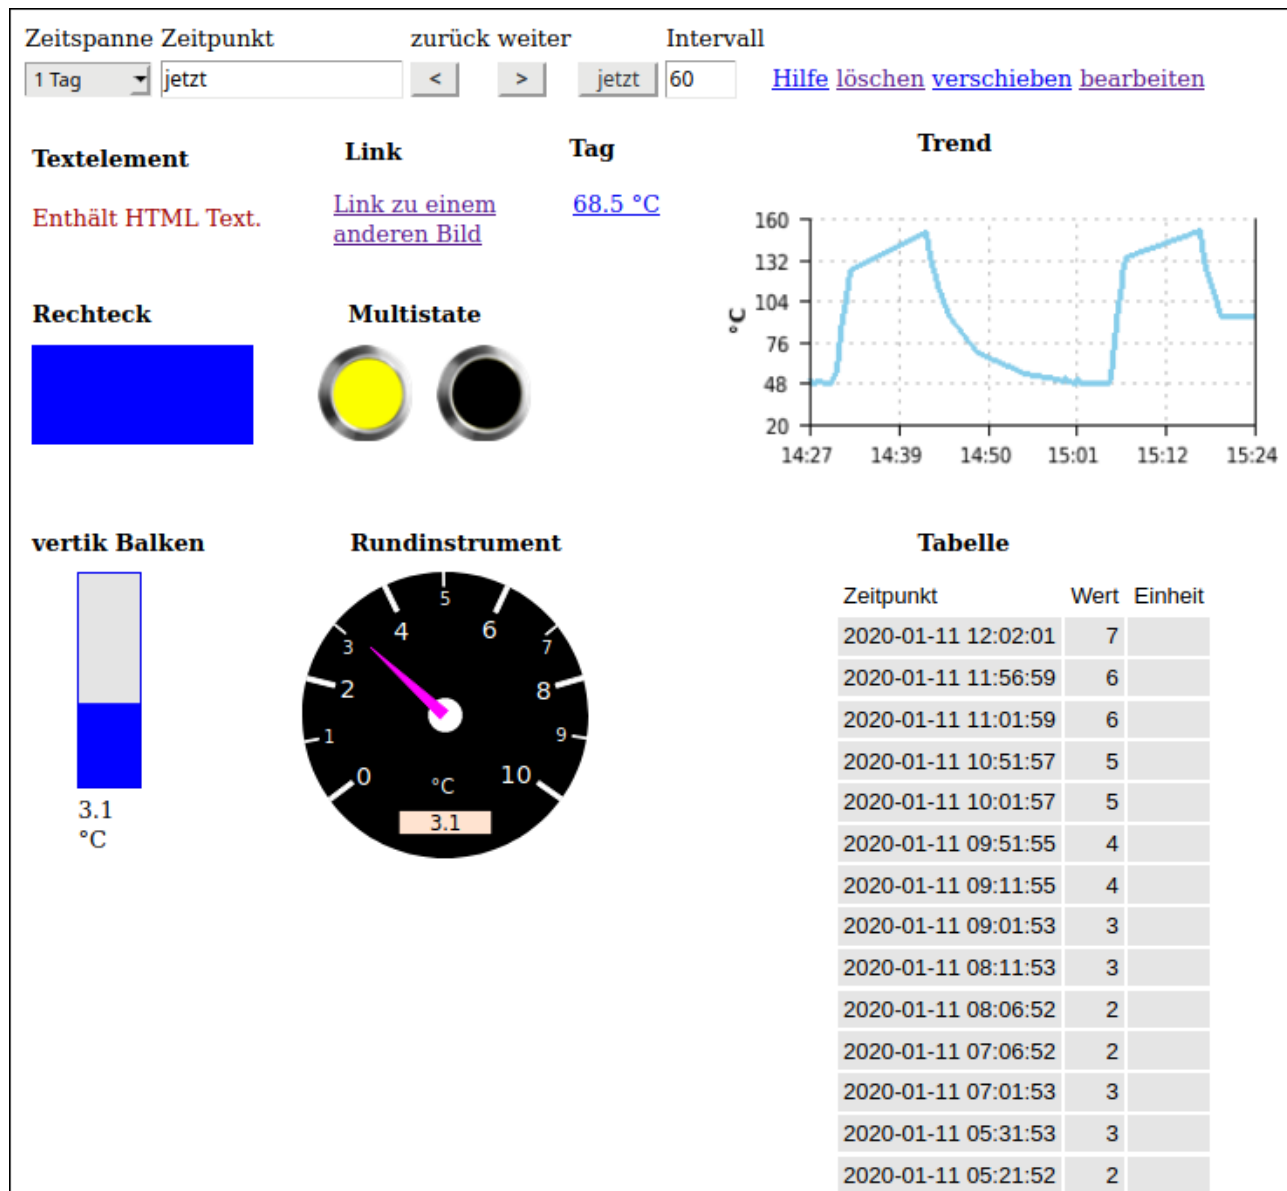 Zeitspanne Zeitpunkt zurück weiter Intervall
1 Tag jetzt < > jetzt 60 Hilfe löschen verschieben bearbeiten
Textelement Link Tag Trend
Enthält HTML Text.
Link zu einem
anderen Bild
68.5 °C
°C
160
132
104
76
48
20
14:27 14:39 14:50 15:01 15:12 15:24
Rechteck Multistate
vertik Balken Rundinstrument Tabelle
3.1
°C
0 1 2 3 4 5 6 7 8 9 10
°C
3.1
Zeitpunkt Wert Einheit
2020-01-11 12:02:01 7
2020-01-11 11:56:59 6
2020-01-11 11:01:59 6
2020-01-11 10:51:57 5
2020-01-11 10:01:57 5
2020-01-11 09:51:55 4
2020-01-11 09:11:55 4
2020-01-11 09:01:53 3
2020-01-11 08:11:53 3
2020-01-11 08:06:52 2
2020-01-11 07:06:52 2
2020-01-11 07:01:53 3
2020-01-11 05:31:53 3
2020-01-11 05:21:52 2